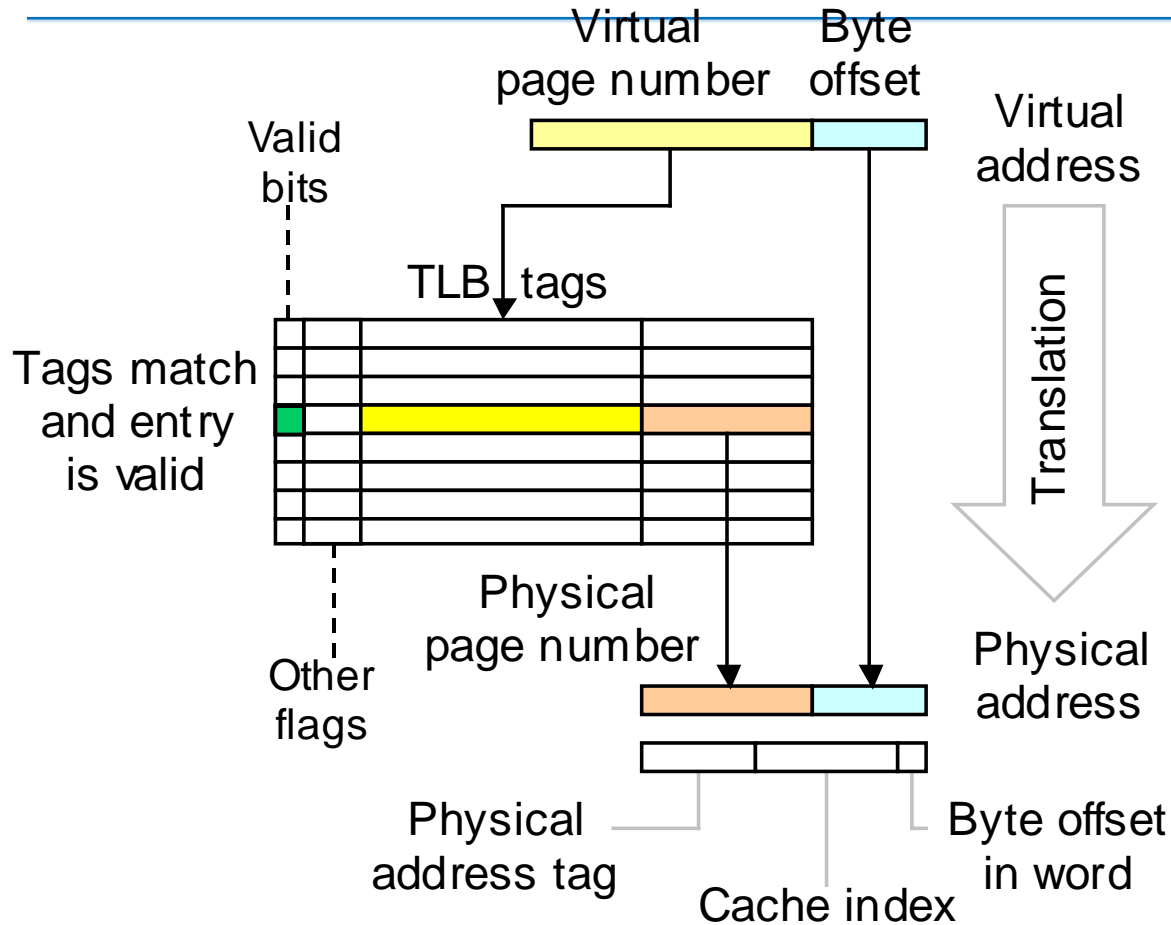 Virtual
page number
Byte
offset
Virtual
address
Valid
bits
TLB tags
Tags match
and entry
is valid
Translation
Physical
page number
Other
flags
Physical
address
Physical
address tag
Cache index
Byte offset
in word